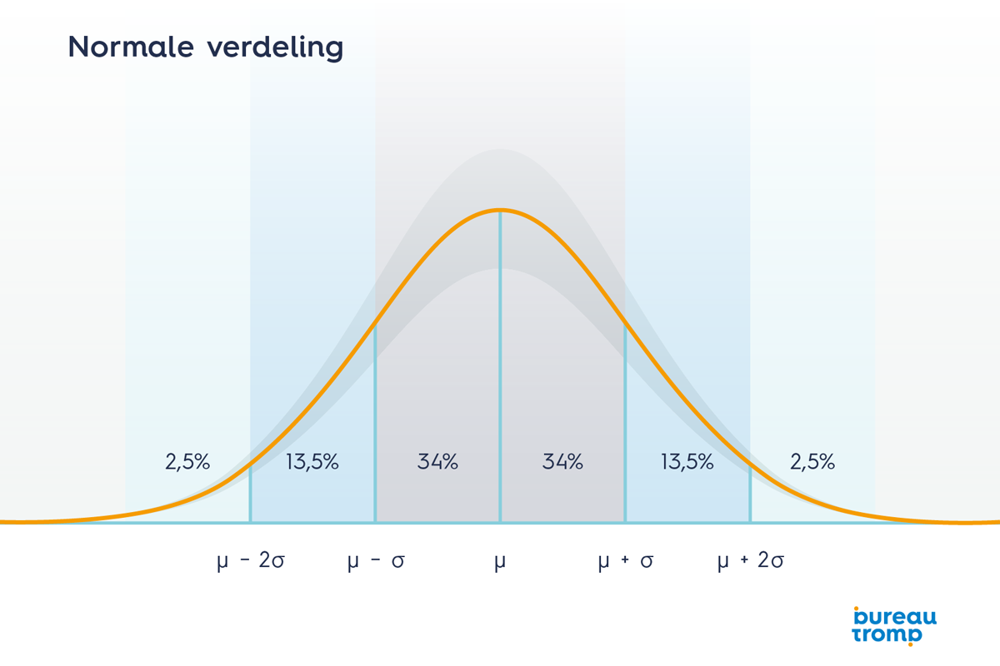 Normale verdeling
2,5% 13,5% 34% 34% 13,5% 2,5%
μ - 2σ μ - σ μ μ + σ μ + 2σ
bureau
tromp